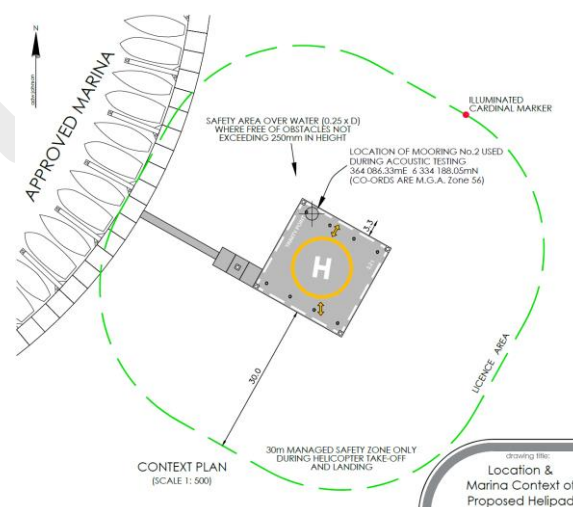 N
APPROVED MARINA
SAFETY AREA OVER WATER (0.25 x D)
WHERE FREE OF OBSTACLES NOT
EXCEEDING 250mm IN HEIGHT
ILLUMINATED
CARDINAL MARKER
LOCATION OF MOORING No.2 USED
DURING ACOUSTIC TESTING
364 086.33mE 6 334 188.05mN
(CO-ORDS ARE M.G.A. Zone 56)
3.3
H
30.0
LICENCE AREA
30m MANAGED SAFETY ZONE ONLY
DURING HELICOPTER TAKE-OFF
AND LANDING
CONTEXT PLAN
(SCALE 1: 500)
drawing title:
Location &
Marina Context of
Proposed Helipad